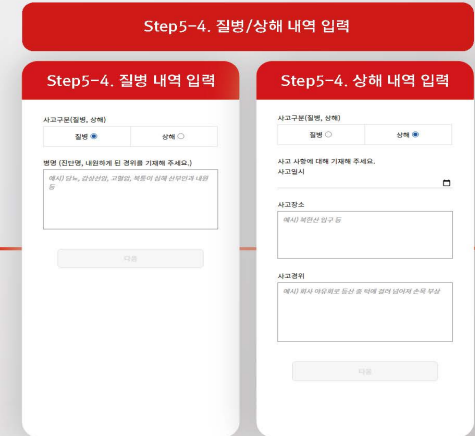 Step5-4. 질병/상해 내역 입력
Step5-4. 질병 내역 입력
사고구분(질병, 상해)
질병
상해
병명 (진단명, 내원하게 된 경위를 기재해 주세요.)
예시) 당뇨, 갑상선염, 고혈압, 복통이 심해 산부인과 내원
등
다음
Step5-4. 상해 내역 입력
사고구분(질병, 상해)
질병
상해
사고 사항에 대해 기재해 주세요.
사고일시
사고장소
예시) 북한산 입구 등
사고경위
예시) 회사 야유회로 등산 중 턱에 걸려 넘어져 손목 부상
다음